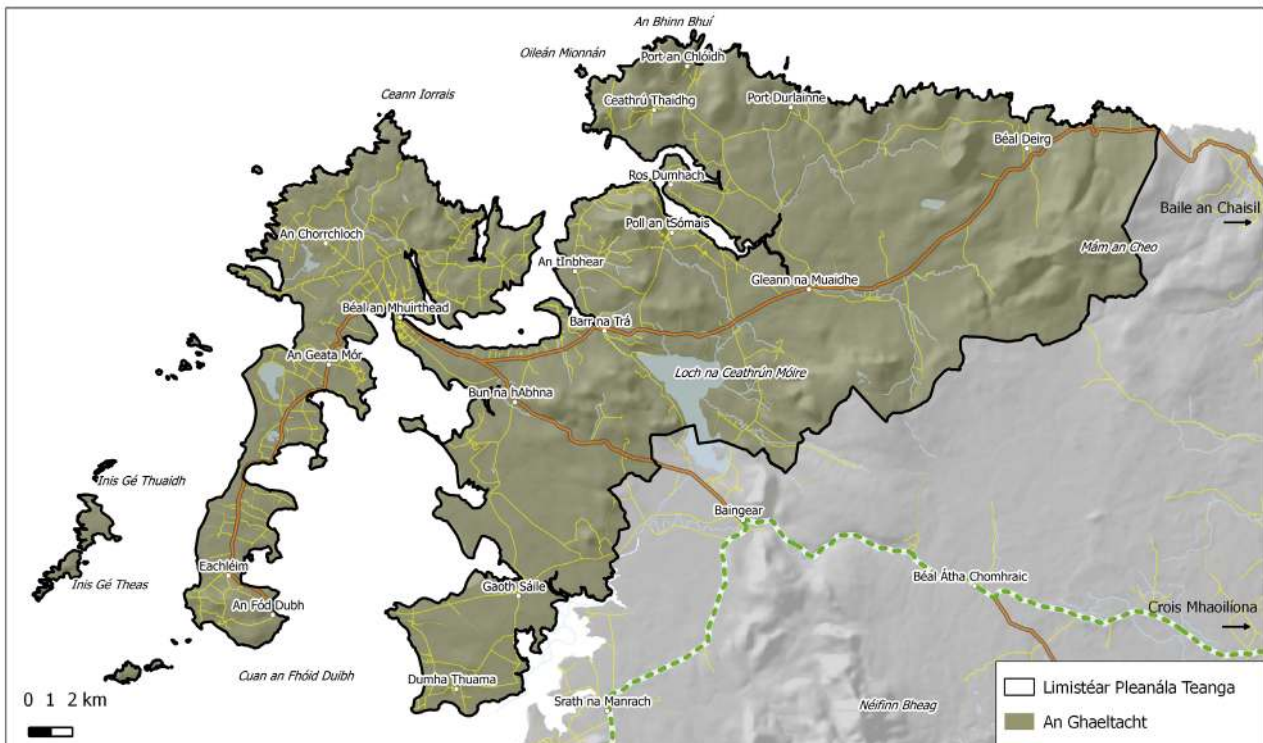 An Bhinn Bhuí
Oileán Mionnán
Port an Chlóidh
Ceann Iorrais
Ceathrú Thaidhg
Port Durlainne
Béal Deirg
Ros Dumhach
Baile an Chaisil
Poll an tSómais
An Chorrchloch
Mám an Cheo
An tInbhear
Gleann na Muaidhe
Béal an Mhuirthead
Barr na Trá
An Geata Mór
Loch na Ceathrún Móire
Bun na hAbhna
Inis Gé Thuaidh
Baingear
Eachléim
Béal Átha Chomhraic
Inis Gé Theas
Gaoth Sáile
An Fód Dubh
Crois Mhaoilíona
Cuan an Fhóid Duibh
Dumha Thuama
0 1 2 km
Srath na Manrach
Néifinn Bheag
Limistéar Pleanála Teanga
An Ghaeltacht